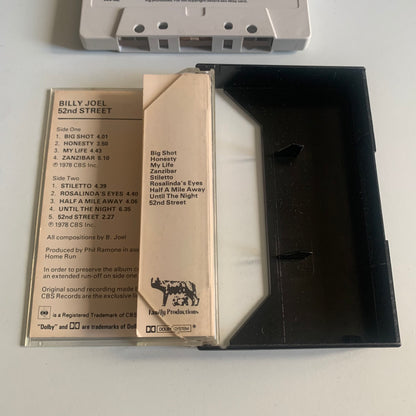 BILLY JOEL
52nd STREET
Side One
1. BIG SHOT 4.01
2. HONESTY 3.50
3. MY LIFE 4.43
4. ZANZIBAR 5.10
℗ 1978 CBS Inc.
Side Two
1. STILETTO 4.39
2. ROSALINDA'S EYES 4.40
3. HALF A MILE AWAY 4.06
4. UNTIL THE NIGHT 6.35
5. 52nd STREET 2.27
℗ 1978 CBS Inc.
All compositions by B. Joel
Produced by Phil Ramone in
Home Run
In order to preserve the album
an extended run-off on side one
Original sound recording made
CBS Records are the exclusive
CBS
is a Registered Trademark of CBS
"Dolby" and are trademarks of
Big Shot
Honesty
My Life
Zanzibar
Stiletto
Rosalinda's Eyes
Half A Mile Away
Until The Night
52nd Street
Family Productions
DOLBY SYSTEM